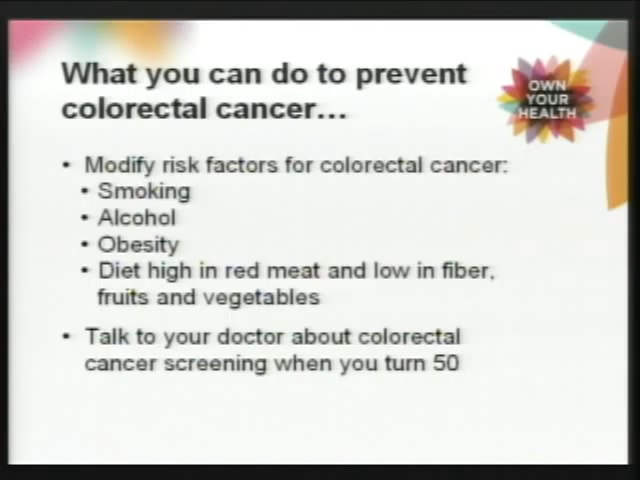 What you can do to prevent
colorectal cancer…
OWN
YOUR
HEALTH
• Modify risk factors for colorectal cancer:
• Smoking
• Alcohol
• Obesity
• Diet high in red meat and low in fiber,
fruits and vegetables
• Talk to your doctor about colorectal
cancer screening when you turn 50